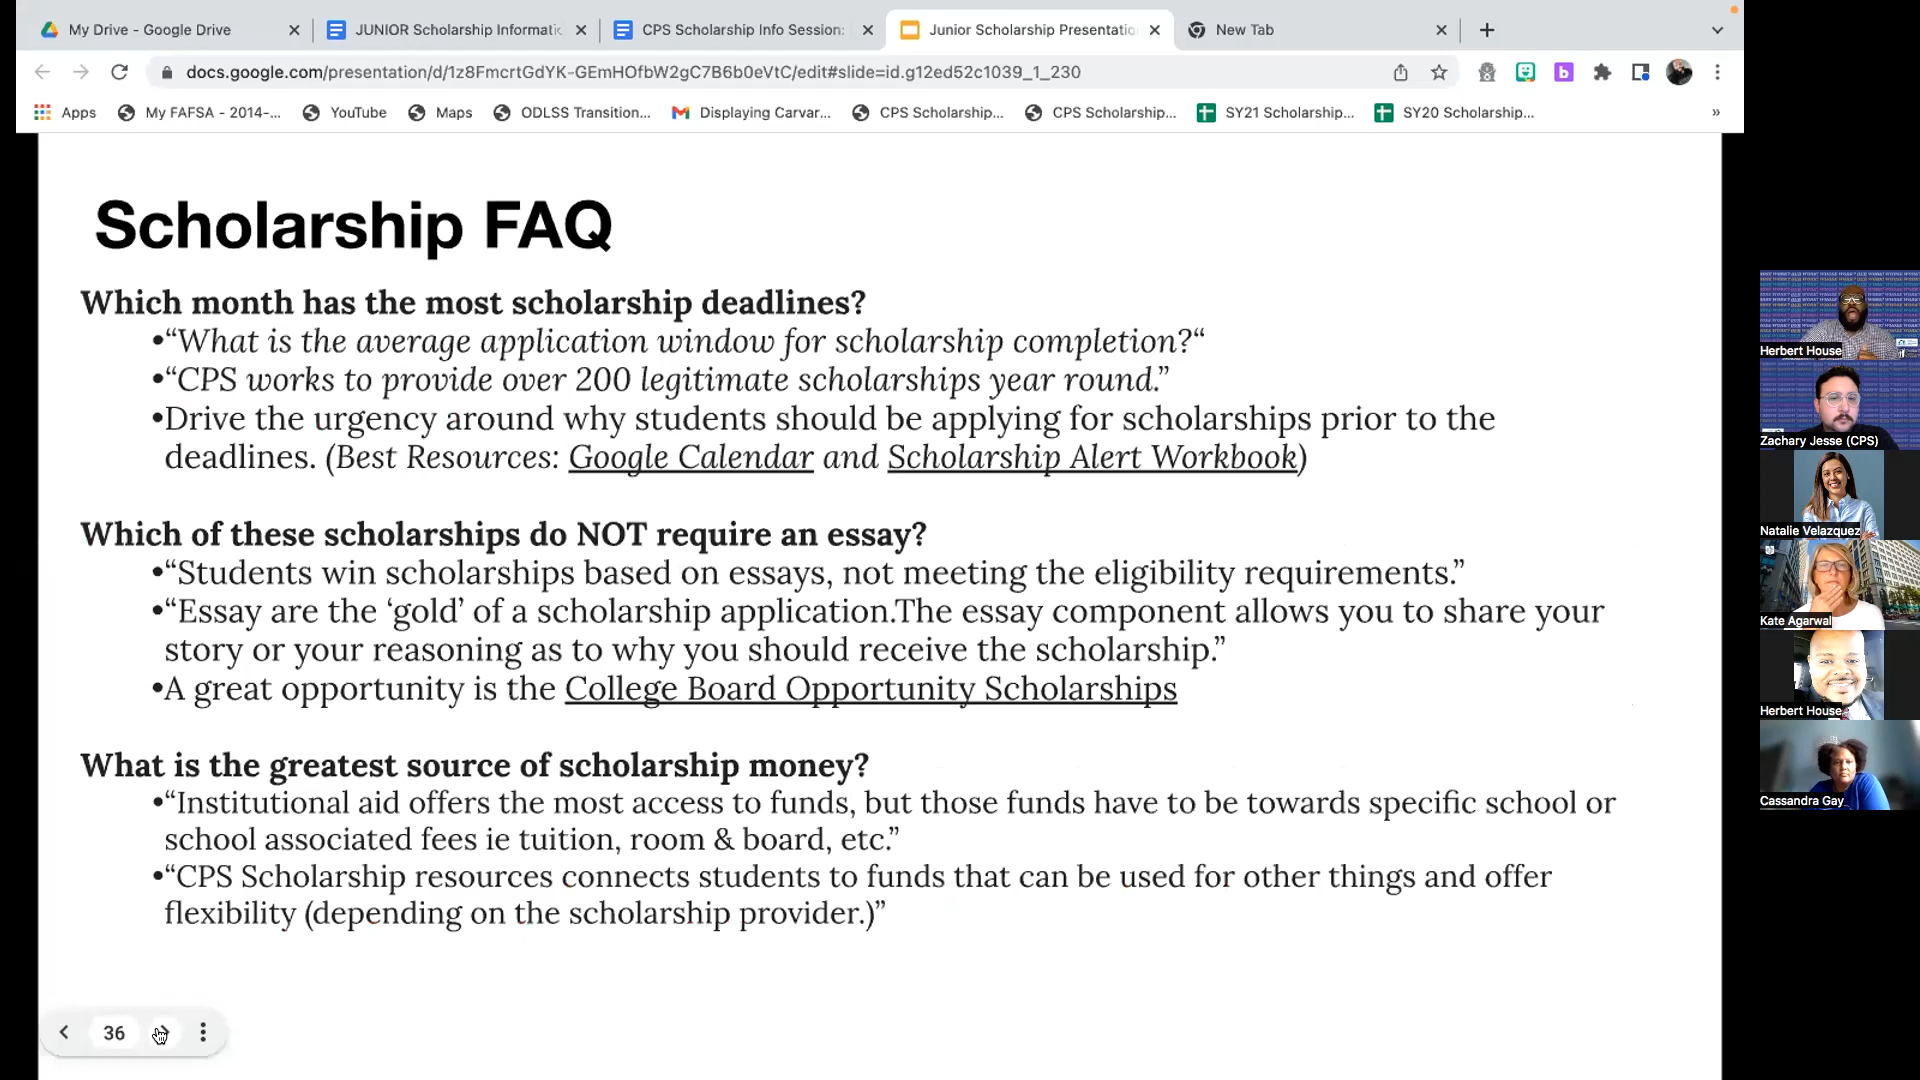 My Drive - Google Drive
JUNIOR Scholarship Informati
CPS Scholarship Info Session:
Junior Scholarship Presentatio
New Tab
docs.google.com/presentation/d/1z8FmcrtGdYK-GEmHOfbW2gC7B6b0eVtC/edit#slide=id.g12ed52c1039_1_230
Apps
My FAFSA - 2014-...
YouTube
Maps
ODLSS Transition...
Displaying Carvar...
CPS Scholarship...
CPS Scholarship...
SY21 Scholarship...
SY20 Scholarship...
»
Scholarship FAQ
Which month has the most scholarship deadlines?
•“What is the average application window for scholarship completion?“
•“CPS works to provide over 200 legitimate scholarships year round.”
•Drive the urgency around why students should be applying for scholarships prior to the
deadlines. (Best Resources: Google Calendar and Scholarship Alert Workbook)
Which of these scholarships do NOT require an essay?
•“Students win scholarships based on essays, not meeting the eligibility requirements.”
•“Essay are the ‘gold’ of a scholarship application.The essay component allows you to share your
story or your reasoning as to why you should receive the scholarship.”
•A great opportunity is the College Board Opportunity Scholarships
What is the greatest source of scholarship money?
•“Institutional aid offers the most access to funds, but those funds have to be towards specific school or
school associated fees ie tuition, room & board, etc.”
•“CPS Scholarship resources connects students to funds that can be used for other things and offer
flexibility (depending on the scholarship provider.)”
36
Herbert House
Zachary Jesse (CPS)
Natalie Velazquez
Kate Agarwal
Herbert House
Cassandra Gay